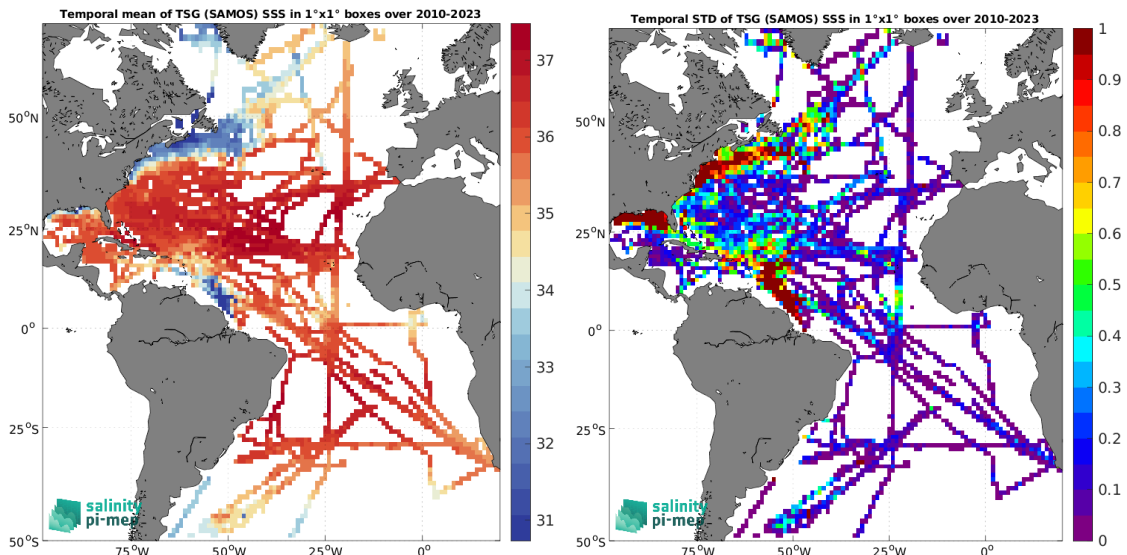 Temporal mean of TSG (SAMOS) SSS in 1°x1° boxes over 2010-2023
50°N
25°N
0°
25°S
50°S
75°W
50°W
25°W
0°
37
36
35
34
33
32
31
salinity
pi-mep
Temporal STD of TSG (SAMOS) SSS in 1°x1° boxes over 2010-2023
50°N
25°N
0°
25°S
50°S
75°W
50°W
25°W
0°
1
0.9
0.8
0.7
0.6
0.5
0.4
0.3
0.2
0.1
0
salinity
pi-mep